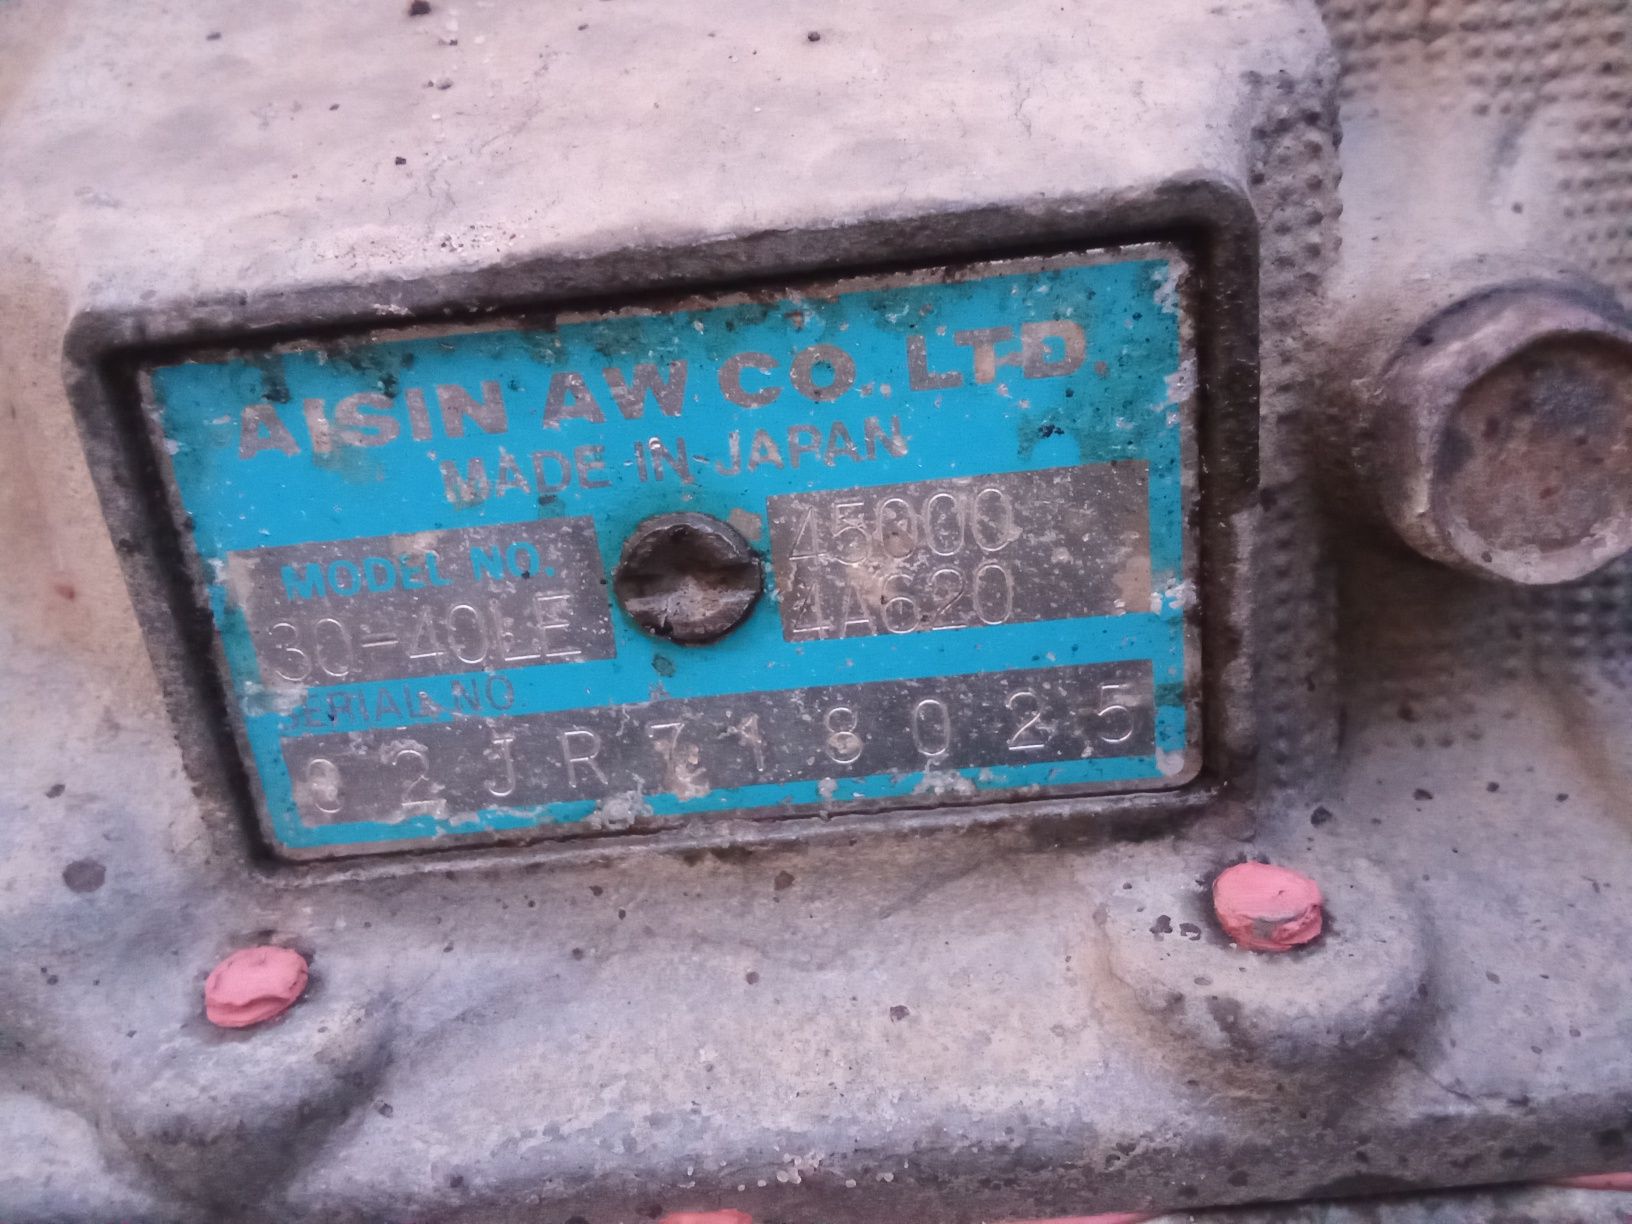 AISIN AW CO., LTD.
MADE IN JAPAN
MODEL NO.
30-40LE
45000
4A620
SERIAL NO.
02JR718025